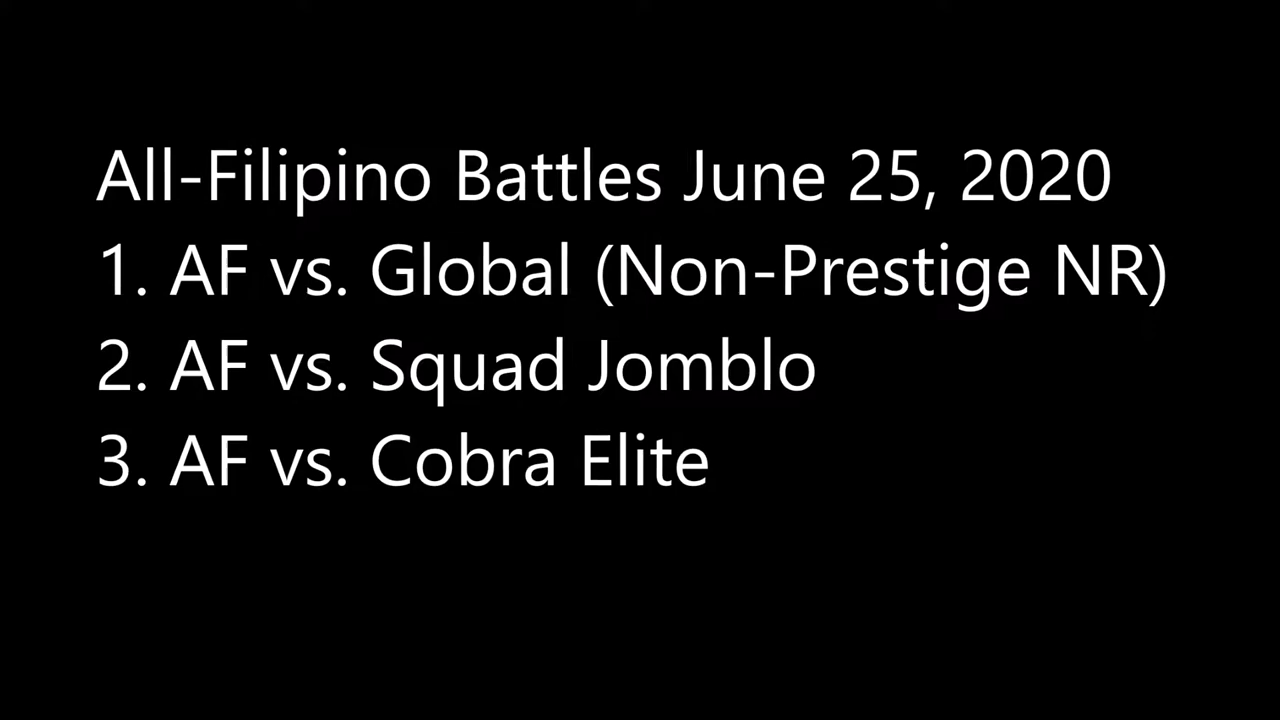 All-Filipino Battles June 25, 2020
1. AF vs. Global (Non-Prestige NR)
2. AF vs. Squad Jomblo
3. AF vs. Cobra Elite